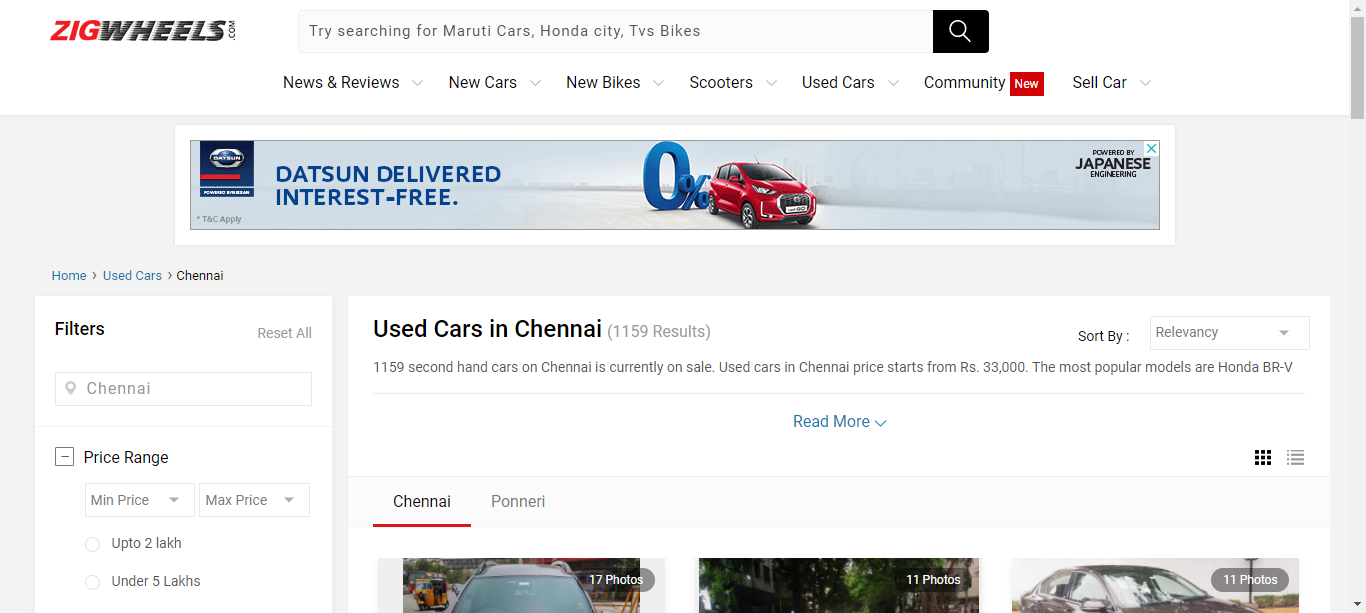 ZIGWHEELS.COM
Try searching for Maruti Cars, Honda city, Tvs Bikes
News & Reviews New Cars New Bikes Scooters Used Cars Community New Sell Car
DATSUN
POWERED BY NISSAN
DATSUN DELIVERED
INTEREST-FREE.
* T&C Apply
0%
POWERED BY
JAPANESE
ENGINEERING
Home › Used Cars › Chennai
Filters
Reset All
Chennai
Price Range
Min Price Max Price
Upto 2 lakh
Under 5 Lakhs
Used Cars in Chennai (1159 Results)
Sort By : Relevancy
1159 second hand cars on Chennai is currently on sale. Used cars in Chennai price starts from Rs. 33,000. The most popular models are Honda BR-V
Read More
Chennai Ponneri
17 Photos 11 Photos 11 Photos